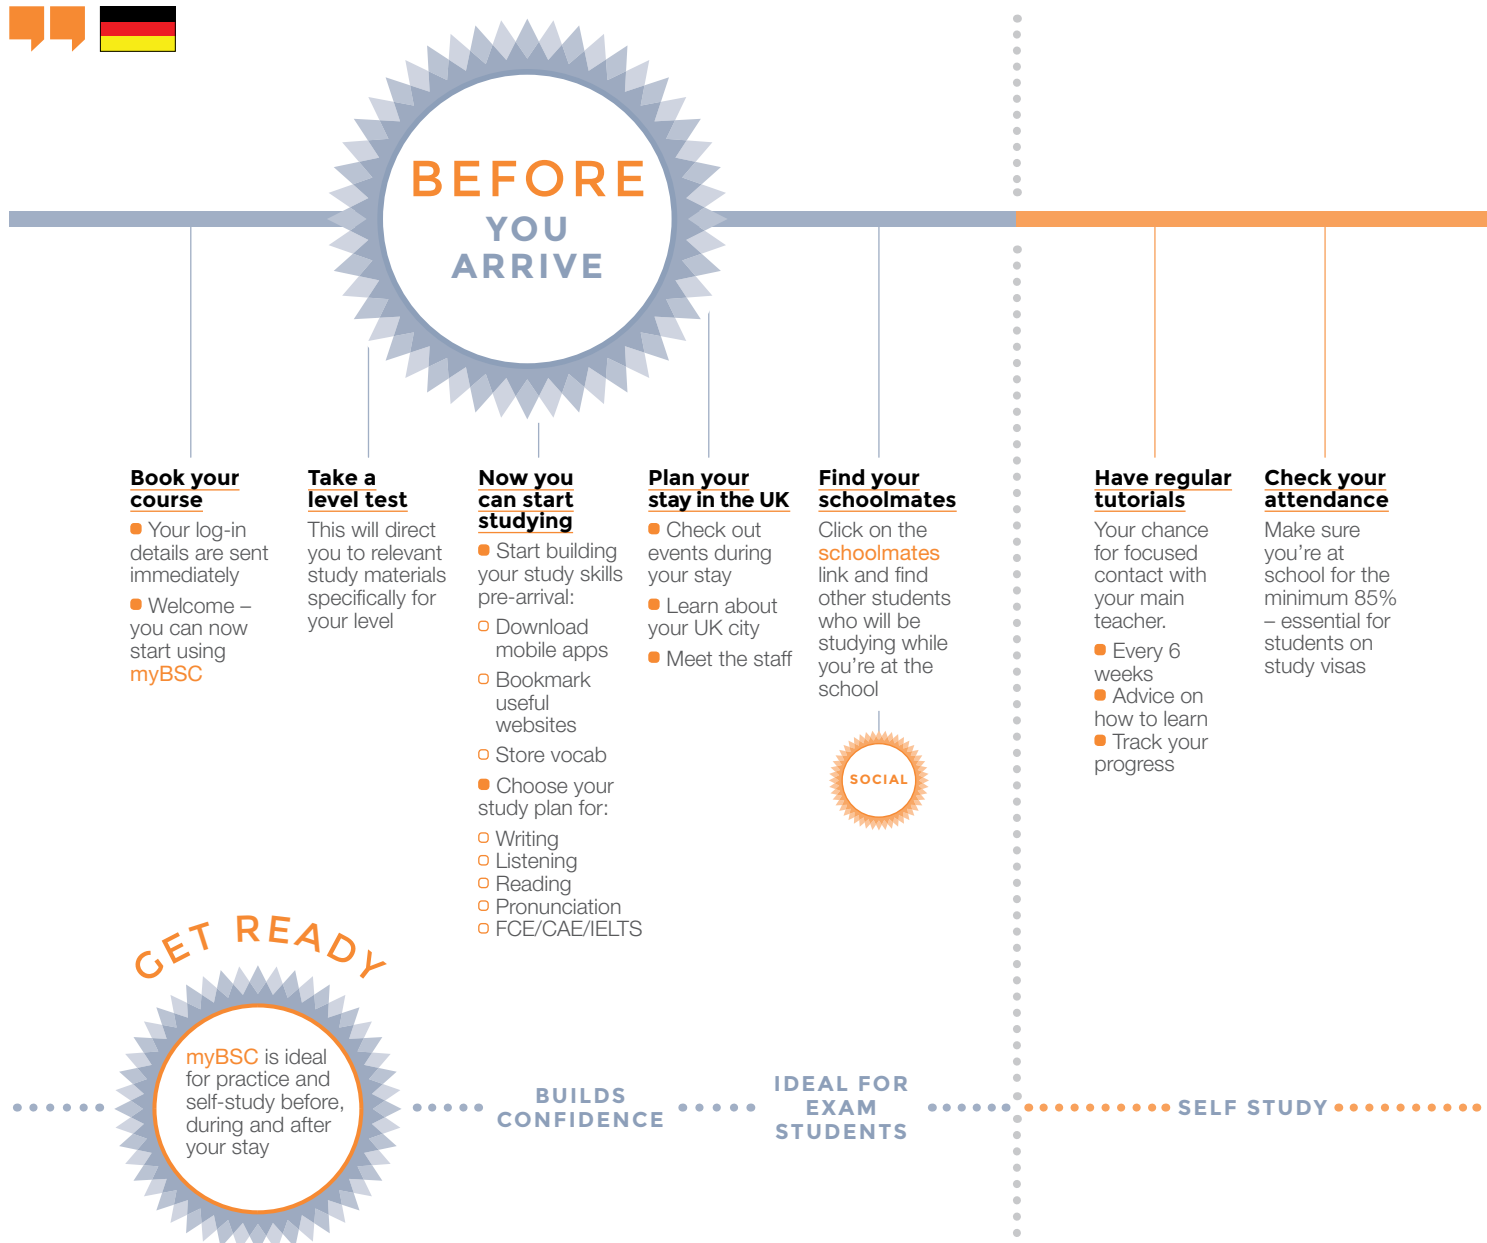 BEFORE
YOU
ARRIVE
Book your
course
Your log-in
details are sent
immediately
Welcome –
you can now
start using
myBSC
Take a
level test
This will direct
you to relevant
study materials
specifically for
your level
Now you
can start
studying
Start building
your study skills
pre-arrival:
Download
mobile apps
Bookmark
useful
websites
Store vocab
Choose your
study plan for:
Writing
Listening
Reading
Pronunciation
FCE/CAE/IELTS
Plan your
stay in the UK
Check out
events during
your stay
Learn about
your UK city
Meet the staff
Find your
schoolmates
Click on the
schoolmates
link and find
other students
who will be
studying while
you're at the
school
SOCIAL
Have regular
tutorials
Your chance
for focused
contact with
your main
teacher.
Every 6
weeks
Advice on
how to learn
Track your
progress
Check your
attendance
Make sure
you're at
school for the
minimum 85%
– essential for
students on
study visas
GET READY
myBSC is ideal
for practice and
self-study before,
during and after
your stay
BUILDS
CONFIDENCE
IDEAL FOR
EXAM
STUDENTS
SELF STUDY